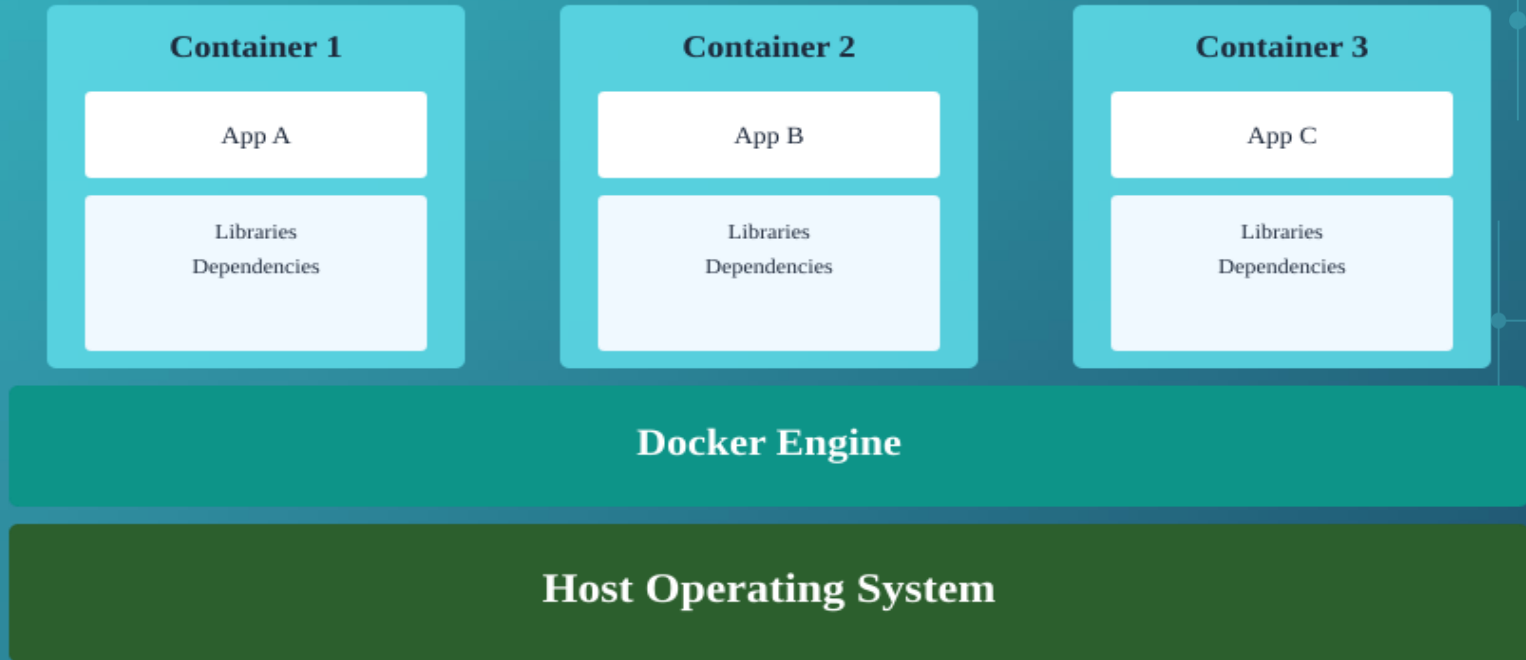 Container 1
Container 2
Container 3
App A
App B
App C
Libraries
Dependencies
Libraries
Dependencies
Libraries
Dependencies
Docker Engine
Host Operating System